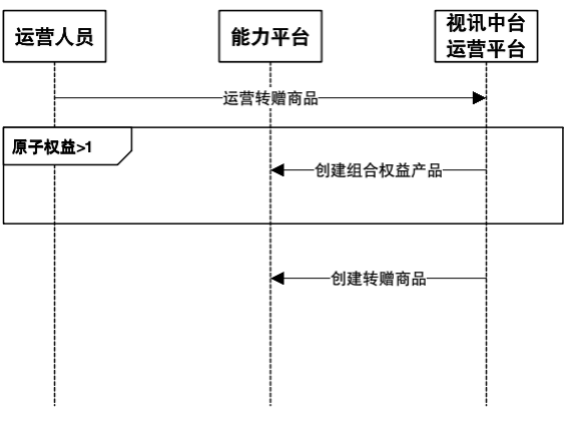 运营人员
能力平台
视讯中台
运营平台
运营转赠商品
原子权益>1
创建组合权益产品
创建转赠商品